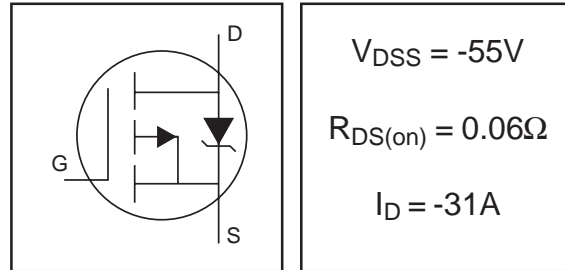 D
G
S
VDSS = -55V
RDS(on) = 0.06Ω
ID = -31A